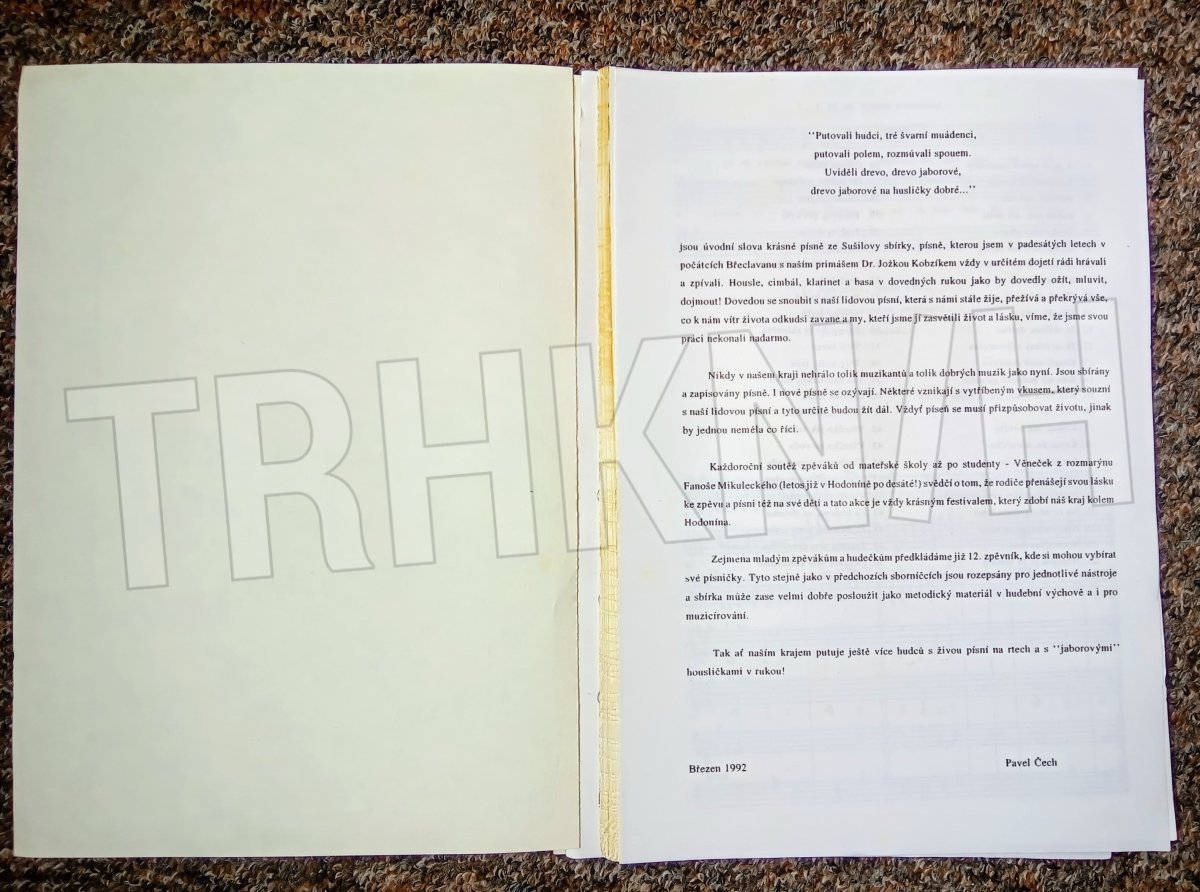 "Putovali hudci, tré švarní muádenci,
putovali polem, rozmúvali spouem.
Uviděli drevo, drevo jaborové,
drevo jaborové na husličky dobré..."
jsou úvodní slova krásné písně ze Sušilovy sbírky, písně, kterou jsem v padesátých letech v
počátcích Břeclavanu s naším primášem Dr. Jožkou Kobzíkem vždy v určitém dojetí rádi hrávali
a zpívali. Housle, cimbál, klarinet a basa v dovedných rukou jako by dovedly ožít, mluvit,
dojmout! Dovedou se snoubit s naší lidovou písní, která s námi stále žije, přežívá a překrývá vše,
co k nám vítr života odkudsi zavane a my, kteří jsme jí zasvětili život a lásku, víme, že jsme svou
práci nekonali nadarmo.
Nikdy v našem kraji nehrálo tolik muzikantů a tolik dobrých muzik jako nyní. Jsou sbírány
a zapisovány písně. I nové písně se ozývají. Některé vznikají s vytříbeným vkusem, který souzní
s naší lidovou písní a tyto určitě budou žít dál. Vždyť píseň se musí přizpůsobovat životu, jinak
by jednou neměla co říci.
Každoroční soutěž zpěváků od mateřské školy až po studenty - Věneček z rozmarýnu
Fanoše Mikuleckého (letos již v Hodoníně po desáté!) svědčí o tom, že rodiče přenášejí svou lásku
ke zpěvu a písni též na své děti a tato akce je vždy krásným festivalem, který zdobí náš kraj kolem
Hodonína.
Zejmena mladým zpěvákům a hudečkům předkládáme již 12. zpěvník, kde si mohou vybírat
své písničky. Tyto stejně jako v předchozích sborníčcích jsou rozepsány pro jednotlivé nástroje
a sbírka může zase velmi dobře posloužit jako metodický materiál v hudební výchově a i pro
muzicírování.
Tak ať naším krajem putuje ještě více hudců s živou písní na rtech a s "jaborovými"
housličkami v rukou!
Březen 1992
Pavel Čech
TRHKNIH